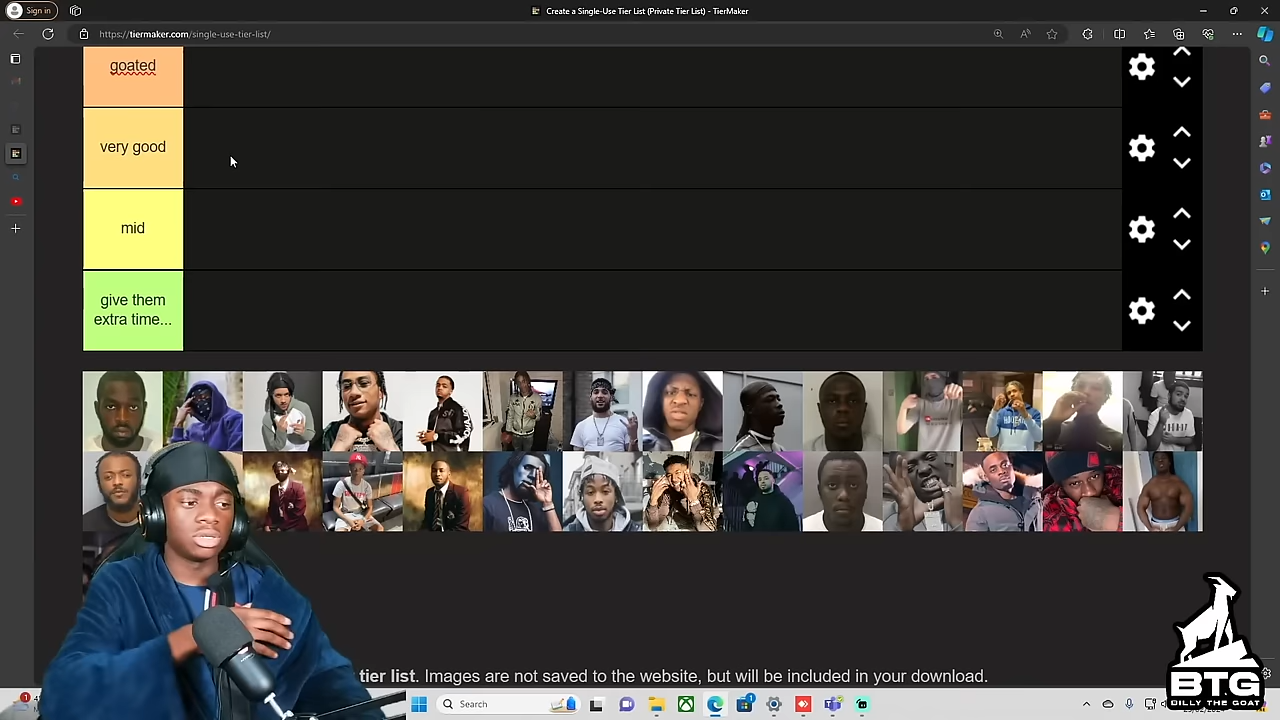 Sign in
Create a Single-Use Tier List (Private Tier List) - TierMaker
https://tiermaker.com/single-use-tier-list/
goated
very good
mid
give them
extra time...
tier list. Images are not saved to the website, but will be included in your download.
Search
BTG
BILLY THE GOAT